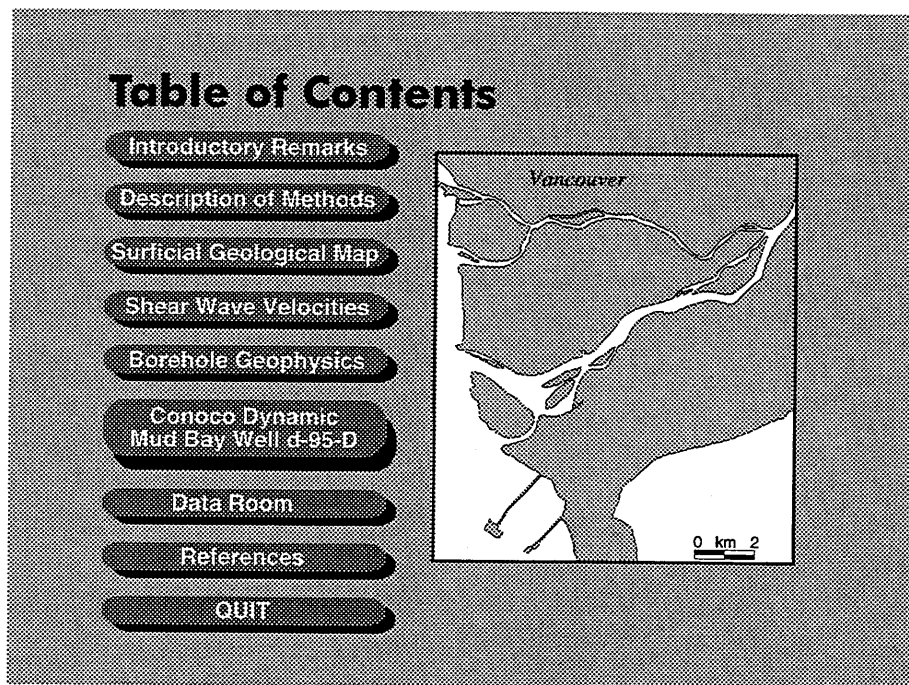 Table of Contents
Introductory Remarks
Description of Methods
Surficial Geological Map
Shear Wave Velocities
Borehole Geophysics
Conoco Dynamic
Mud Bay Well d-95-D
Data Room
References
QUIT
Vancouver
0 km 2